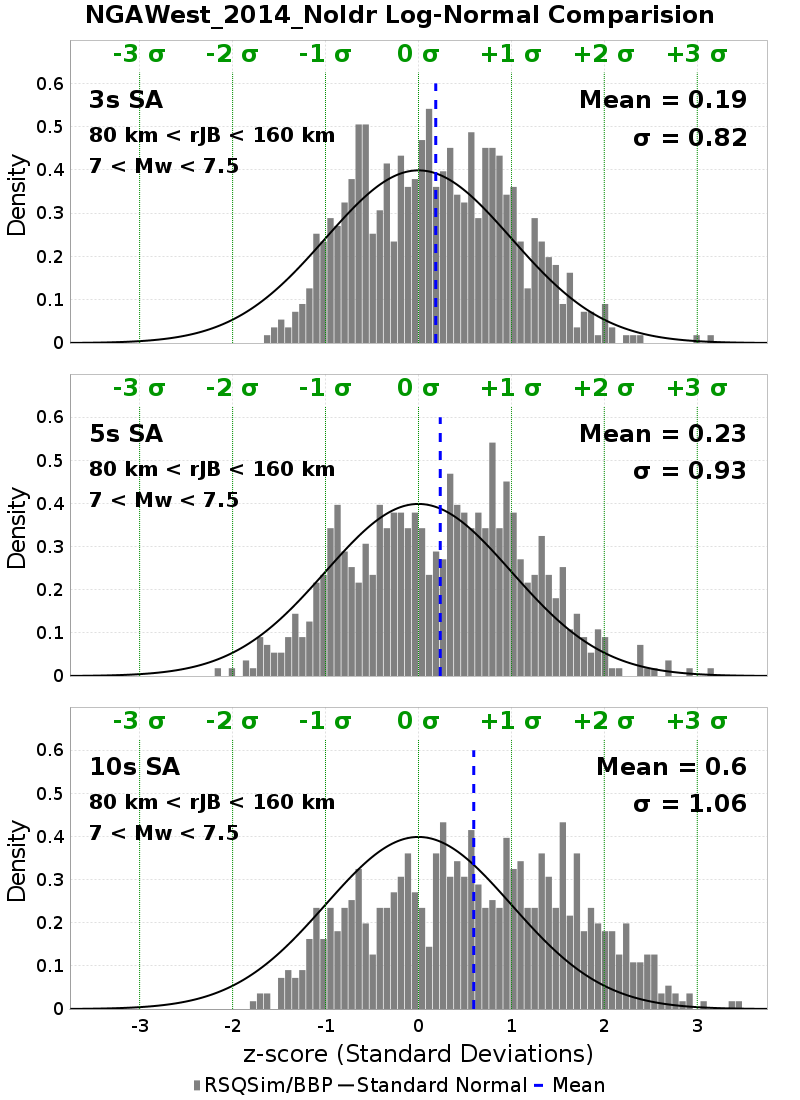 NGAWest_2014_NoIdr Log-Normal Comparision
-3 σ -2 σ -1 σ 0 σ +1 σ +2 σ +3 σ
0.6
3s SA Mean = 0.19
0.5
80 km < rJB < 160 km σ = 0.82
7 < Mw < 7.5
0.4
0.3
Density
0.2
0.1
0
-3 σ -2 σ -1 σ 0 σ +1 σ +2 σ +3 σ
0.6
5s SA Mean = 0.23
0.5
80 km < rJB < 160 km σ = 0.93
7 < Mw < 7.5
0.4
0.3
Density
0.2
0.1
0
-3 σ -2 σ -1 σ 0 σ +1 σ +2 σ +3 σ
0.6
10s SA Mean = 0.6
0.5
80 km < rJB < 160 km σ = 1.06
7 < Mw < 7.5
0.4
0.3
Density
0.2
0.1
0
-3 -2 -1 0 1 2 3
z-score (Standard Deviations)
RSQSim/BBP Standard Normal Mean